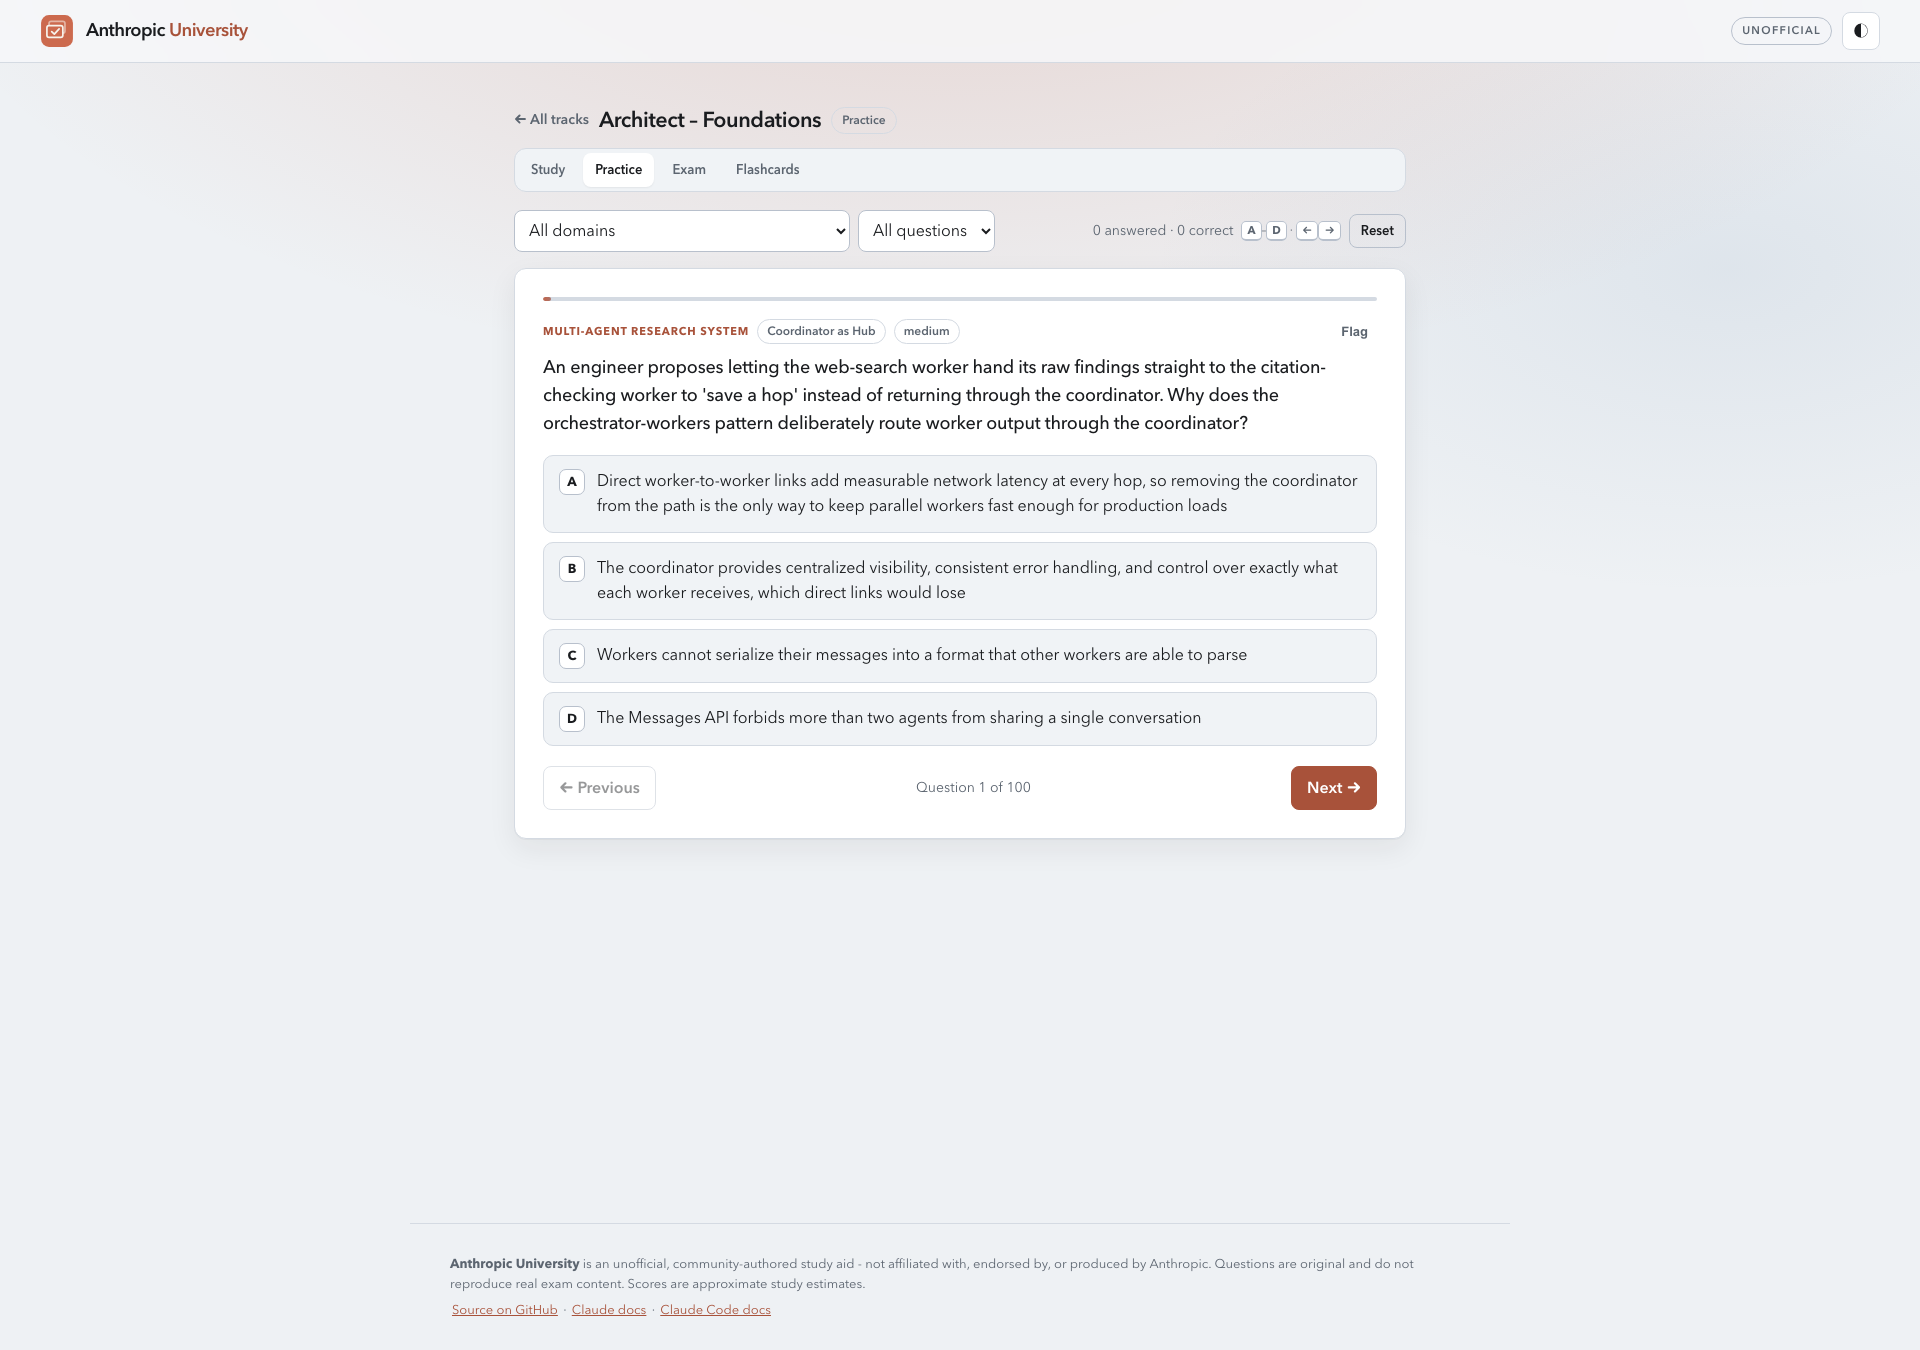 Anthropic University
UNOFFICIAL
← All tracks Architect – Foundations Practice
Study Practice Exam Flashcards
All domains All questions 0 answered · 0 correct A-D · ← → Reset
MULTI-AGENT RESEARCH SYSTEM Coordinator as Hub medium Flag
An engineer proposes letting the web-search worker hand its raw findings straight to the citation-
checking worker to 'save a hop' instead of returning through the coordinator. Why does the
orchestrator-workers pattern deliberately route worker output through the coordinator?
A Direct worker-to-worker links add measurable network latency at every hop, so removing the coordinator
from the path is the only way to keep parallel workers fast enough for production loads
B The coordinator provides centralized visibility, consistent error handling, and control over exactly what
each worker receives, which direct links would lose
C Workers cannot serialize their messages into a format that other workers are able to parse
D The Messages API forbids more than two agents from sharing a single conversation
← Previous Question 1 of 100 Next →
Anthropic University is an unofficial, community-authored study aid - not affiliated with, endorsed by, or produced by Anthropic. Questions are original and do not
reproduce real exam content. Scores are approximate study estimates.
Source on GitHub · Claude docs · Claude Code docs